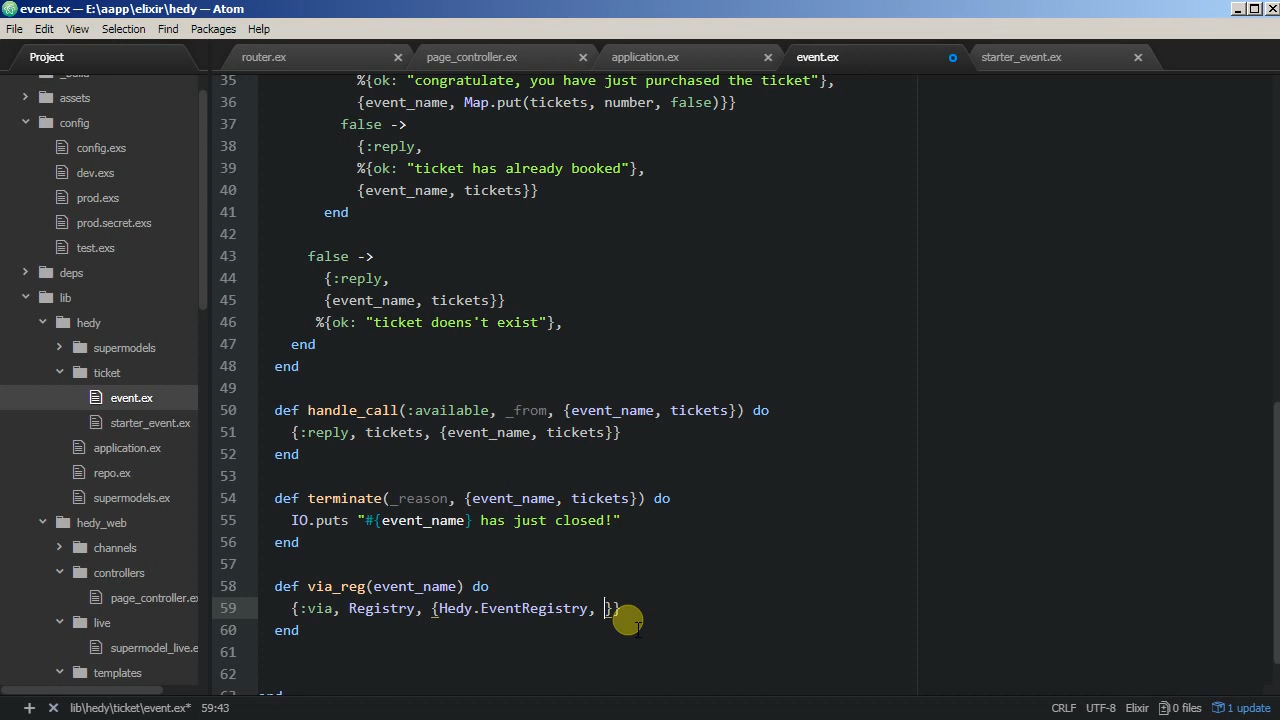 event.ex — E:\aapp\elixir\hedy — Atom
File Edit View Selection Find Packages Help
Project
router.ex
page_controller.ex
application.ex
event.ex
starter_event.ex
assets
config
config.exs
dev.exs
prod.exs
prod.secret.exs
test.exs
deps
lib
hedy
supermodels
ticket
event.ex
starter_event.ex
application.ex
repo.ex
supermodels.ex
hedy_web
channels
controllers
page_controller.e
live
supermodel_live.e
templates
35 %{ok: "congratulate, you have just purchased the ticket"},
36 {event_name, Map.put(tickets, number, false)}}
37 false ->
38 {:reply,
39 %{ok: "ticket has already booked"},
40 {event_name, tickets}}
41 end
42
43 false ->
44 {:reply,
45 {event_name, tickets}}
46 %{ok: "ticket doens't exist"},
47 end
48 end
49
50 def handle_call(:available, _from, {event_name, tickets}) do
51 {:reply, tickets, {event_name, tickets}}
52 end
53
54 def terminate(_reason, {event_name, tickets}) do
55 IO.puts "#{event_name} has just closed!"
56 end
57
58 def via_reg(event_name) do
59 {:via, Registry, {Hedy.EventRegistry, }}
60 end
61
62
lib\hedy\ticket\event.ex* 59:43 CRLF UTF-8 Elixir 0 files 1 update